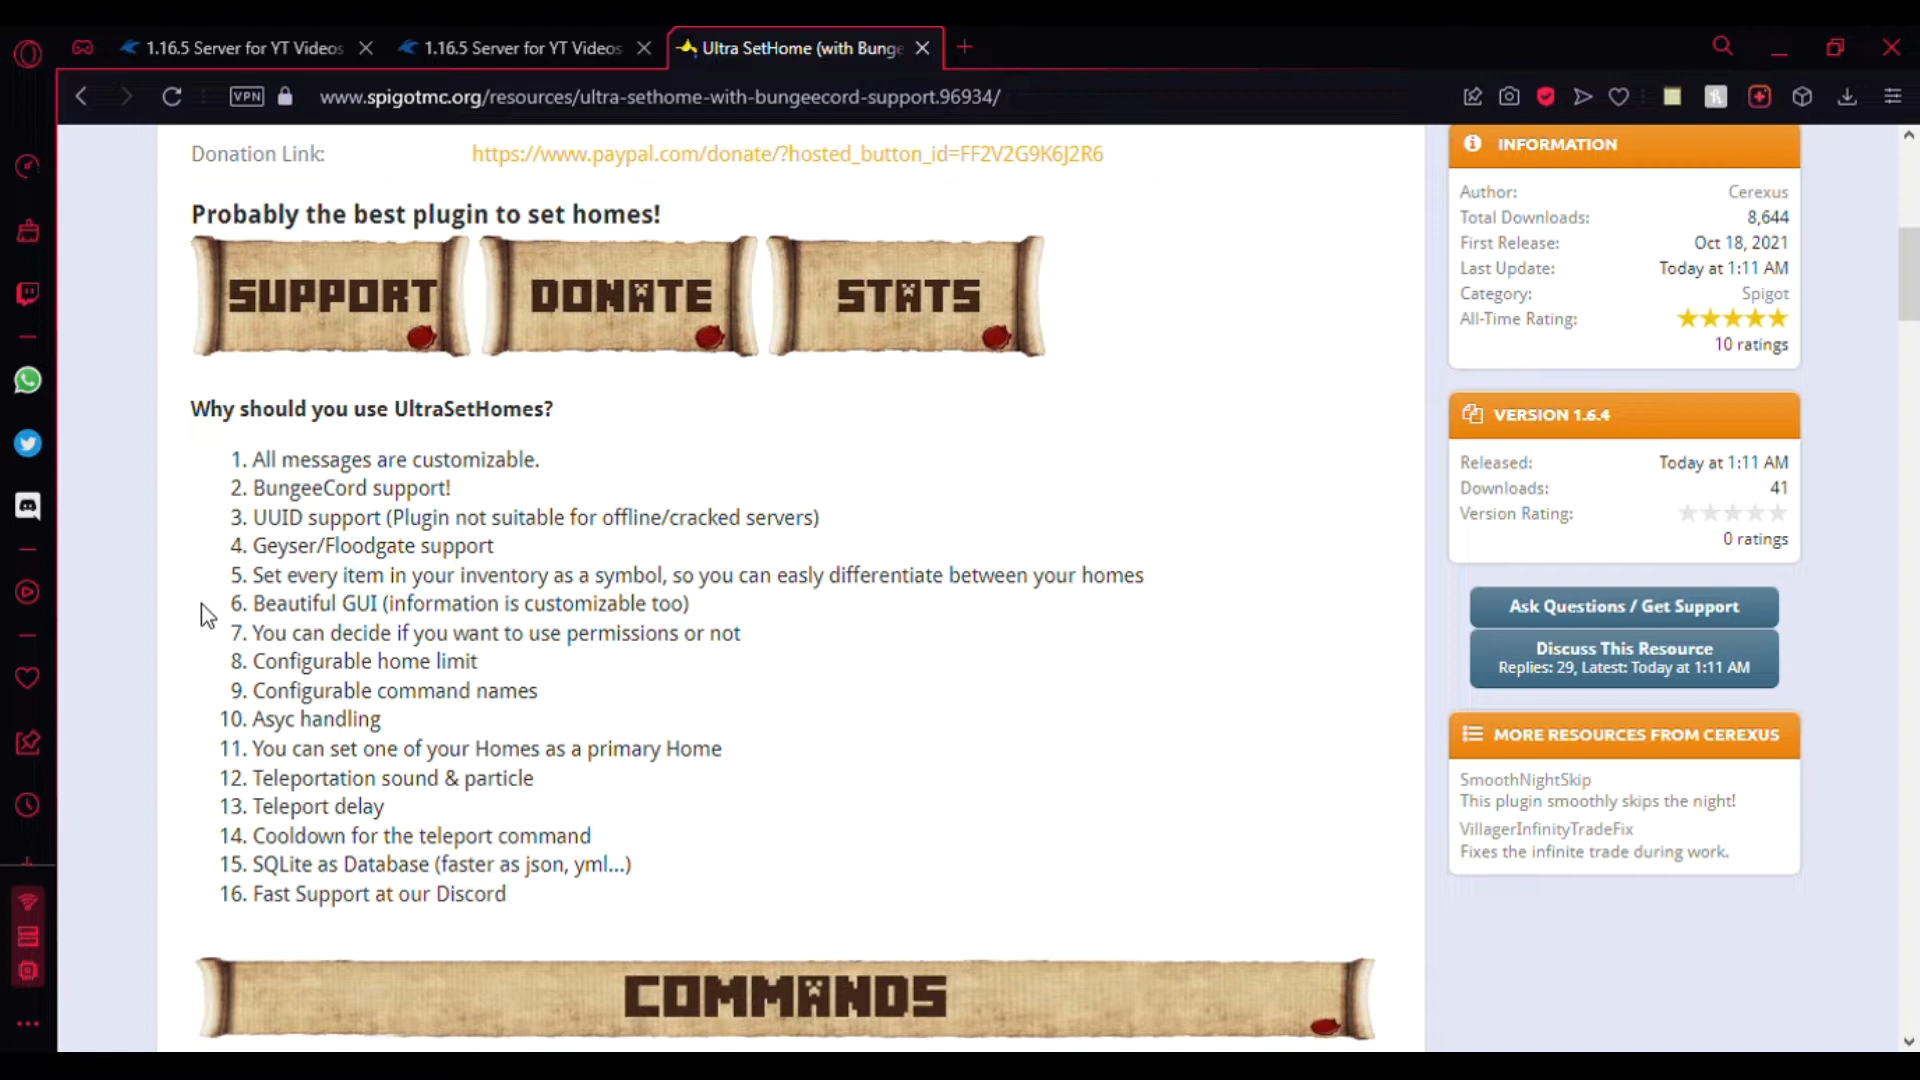 1.16.5 Server for YT Videos
1.16.5 Server for YT Videos
Ultra SetHome (with Bunge
VPN
www.spigotmc.org/resources/ultra-sethome-with-bungeecord-support.96934/
Donation Link:
https://www.paypal.com/donate/?hosted_button_id=FF2V2G9K6J2R6
Probably the best plugin to set homes!
SUPPORT
DONATE
STATS
Why should you use UltraSetHomes?
1. All messages are customizable.
2. BungeeCord support!
3. UUID support (Plugin not suitable for offline/cracked servers)
4. Geyser/Floodgate support
5. Set every item in your inventory as a symbol, so you can easly differentiate between your homes
6. Beautiful GUI (information is customizable too)
7. You can decide if you want to use permissions or not
8. Configurable home limit
9. Configurable command names
10. Asyc handling
11. You can set one of your Homes as a primary Home
12. Teleportation sound & particle
13. Teleport delay
14. Cooldown for the teleport command
15. SQLite as Database (faster as json, yml...)
16. Fast Support at our Discord
COMMANDS
INFORMATION
Author: Cerexus
Total Downloads: 8,644
First Release: Oct 18, 2021
Last Update: Today at 1:11 AM
Category: Spigot
All-Time Rating:
10 ratings
VERSION 1.6.4
Released: Today at 1:11 AM
Downloads: 41
Version Rating:
0 ratings
Ask Questions / Get Support
Discuss This Resource
Replies: 29, Latest: Today at 1:11 AM
MORE RESOURCES FROM CEREXUS
SmoothNightSkip
This plugin smoothly skips the night!
VillagerInfinityTradeFix
Fixes the infinite trade during work.